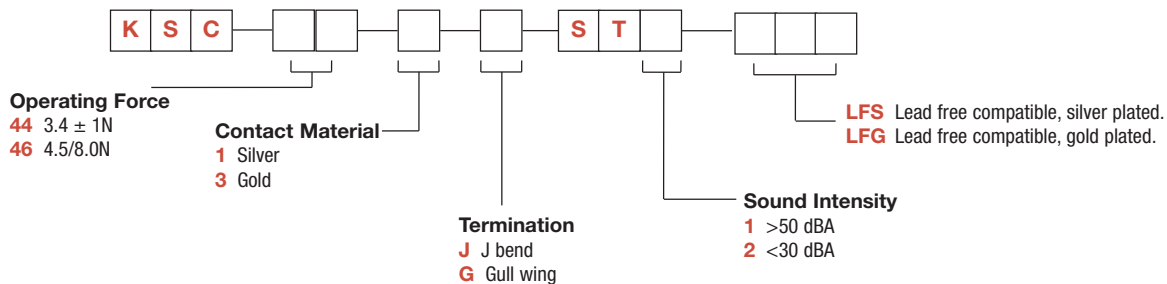 K S C S T
Operating Force
44 3.4 ± 1N
46 4.5/8.0N
Contact Material
1 Silver
3 Gold
Termination
J J bend
G Gull wing
Sound Intensity
1 >50 dBA
2 <30 dBA
LFS Lead free compatible, silver plated.
LFG Lead free compatible, gold plated.